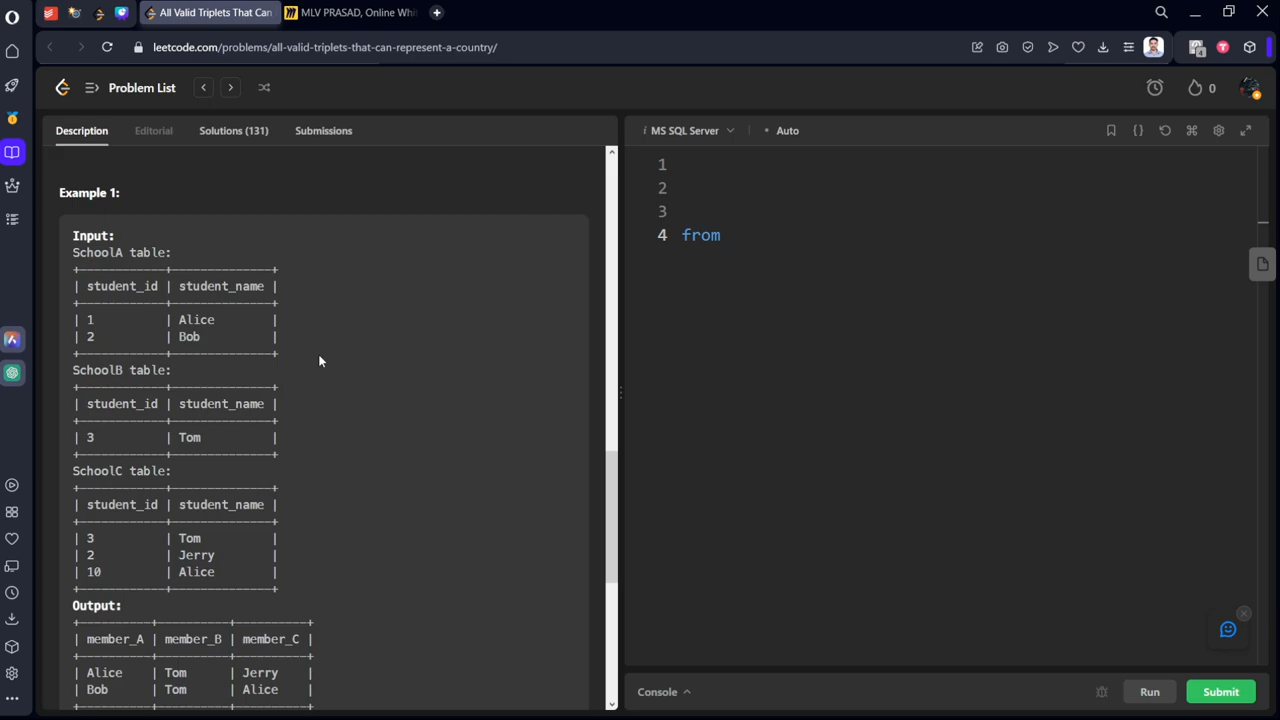 All Valid Triplets That Can
MLV PRASAD, Online Whi
leetcode.com/problems/all-valid-triplets-that-can-represent-a-country/
4
Problem List
0
Description
Editorial
Solutions (131)
Submissions
i MS SQL Server
• Auto
Example 1:
Input:
SchoolA table:
+------------+--------------+
| student_id | student_name |
+------------+--------------+
| 1          | Alice        |
| 2          | Bob          |
+------------+--------------+
SchoolB table:
+------------+--------------+
| student_id | student_name |
+------------+--------------+
| 3          | Tom          |
+------------+--------------+
SchoolC table:
+------------+--------------+
| student_id | student_name |
+------------+--------------+
| 3          | Tom          |
| 2          | Jerry        |
| 10         | Alice        |
+------------+--------------+
Output:
+----------+----------+----------+
| member_A | member_B | member_C |
+----------+----------+----------+
| Alice    | Tom      | Jerry    |
| Bob      | Tom      | Alice    |
+----------+----------+----------+
1
2
3
4 from
Console
Run
Submit